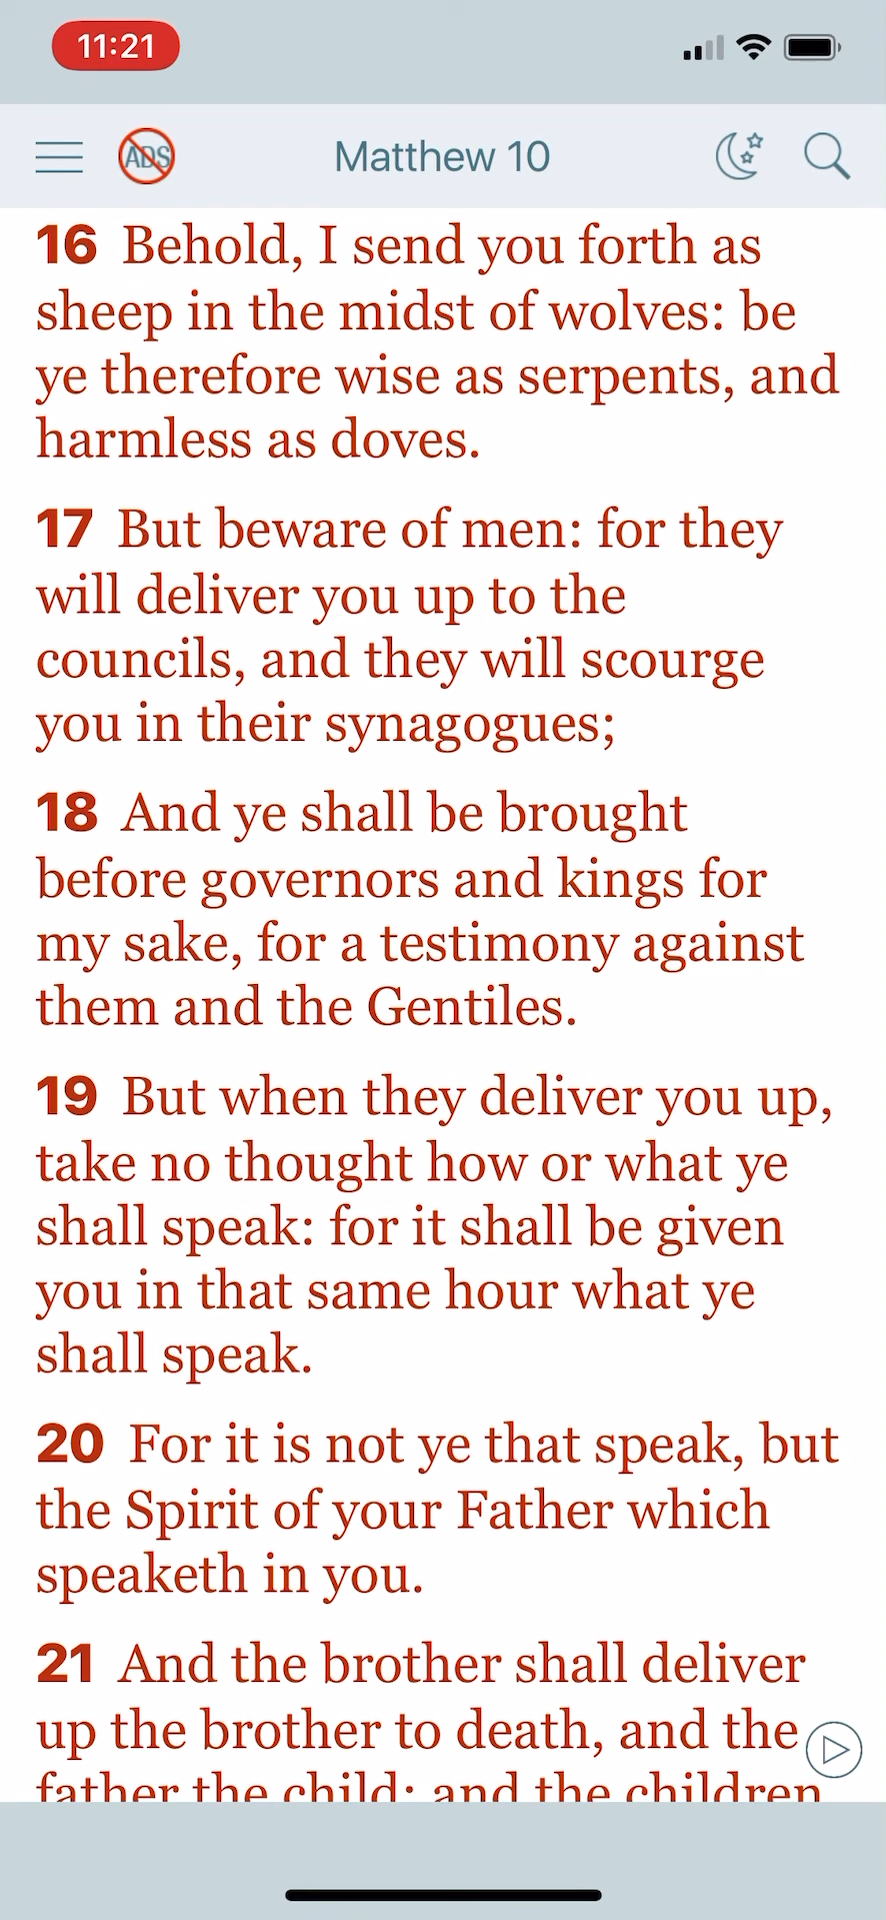 11:21
ADS
Matthew 10
16 Behold, I send you forth as
sheep in the midst of wolves: be
ye therefore wise as serpents, and
harmless as doves.
17 But beware of men: for they
will deliver you up to the
councils, and they will scourge
you in their synagogues;
18 And ye shall be brought
before governors and kings for
my sake, for a testimony against
them and the Gentiles.
19 But when they deliver you up,
take no thought how or what ye
shall speak: for it shall be given
you in that same hour what ye
shall speak.
20 For it is not ye that speak, but
the Spirit of your Father which
speaketh in you.
21 And the brother shall deliver
up the brother to death, and the
father the child: and the children